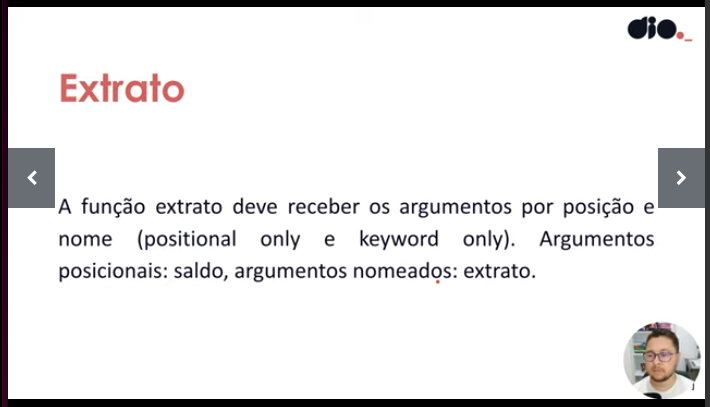 dio._
Extrato
A função extrato deve receber os argumentos por posição e
nome (positional only e keyword only). Argumentos
posicionais: saldo, argumentos nomeados: extrato.